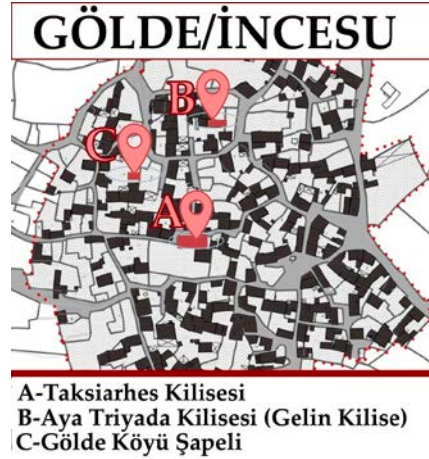 GÖLDE/İNCESU
B
C
A
A-Taksiarhes Kilisesi
B-Aya Triyada Kilisesi (Gelin Kilise)
C-Gölde Köyü Şapeli